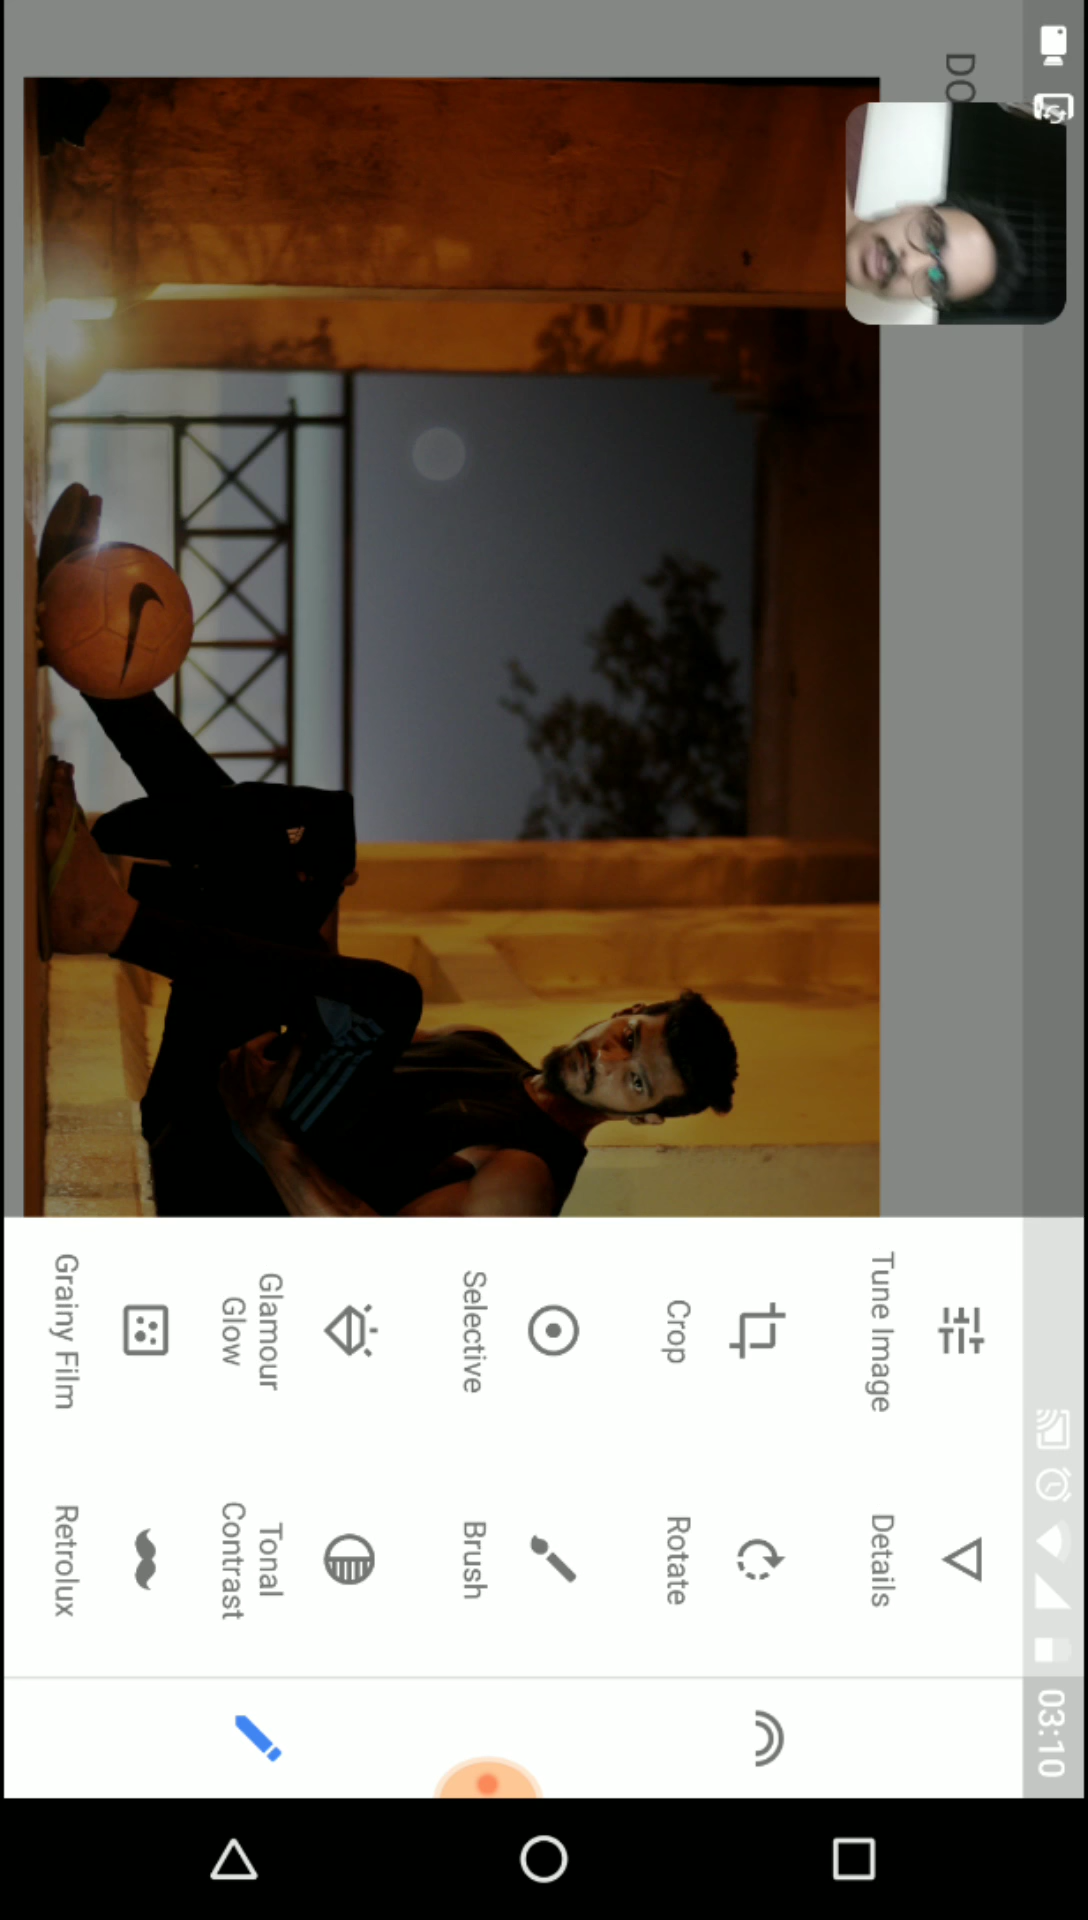 03:10
DO
Tune Image
Details
Crop
Rotate
Selective
Brush
Glamour
Glow
Tonal
Contrast
Grainy Film
Retrolux